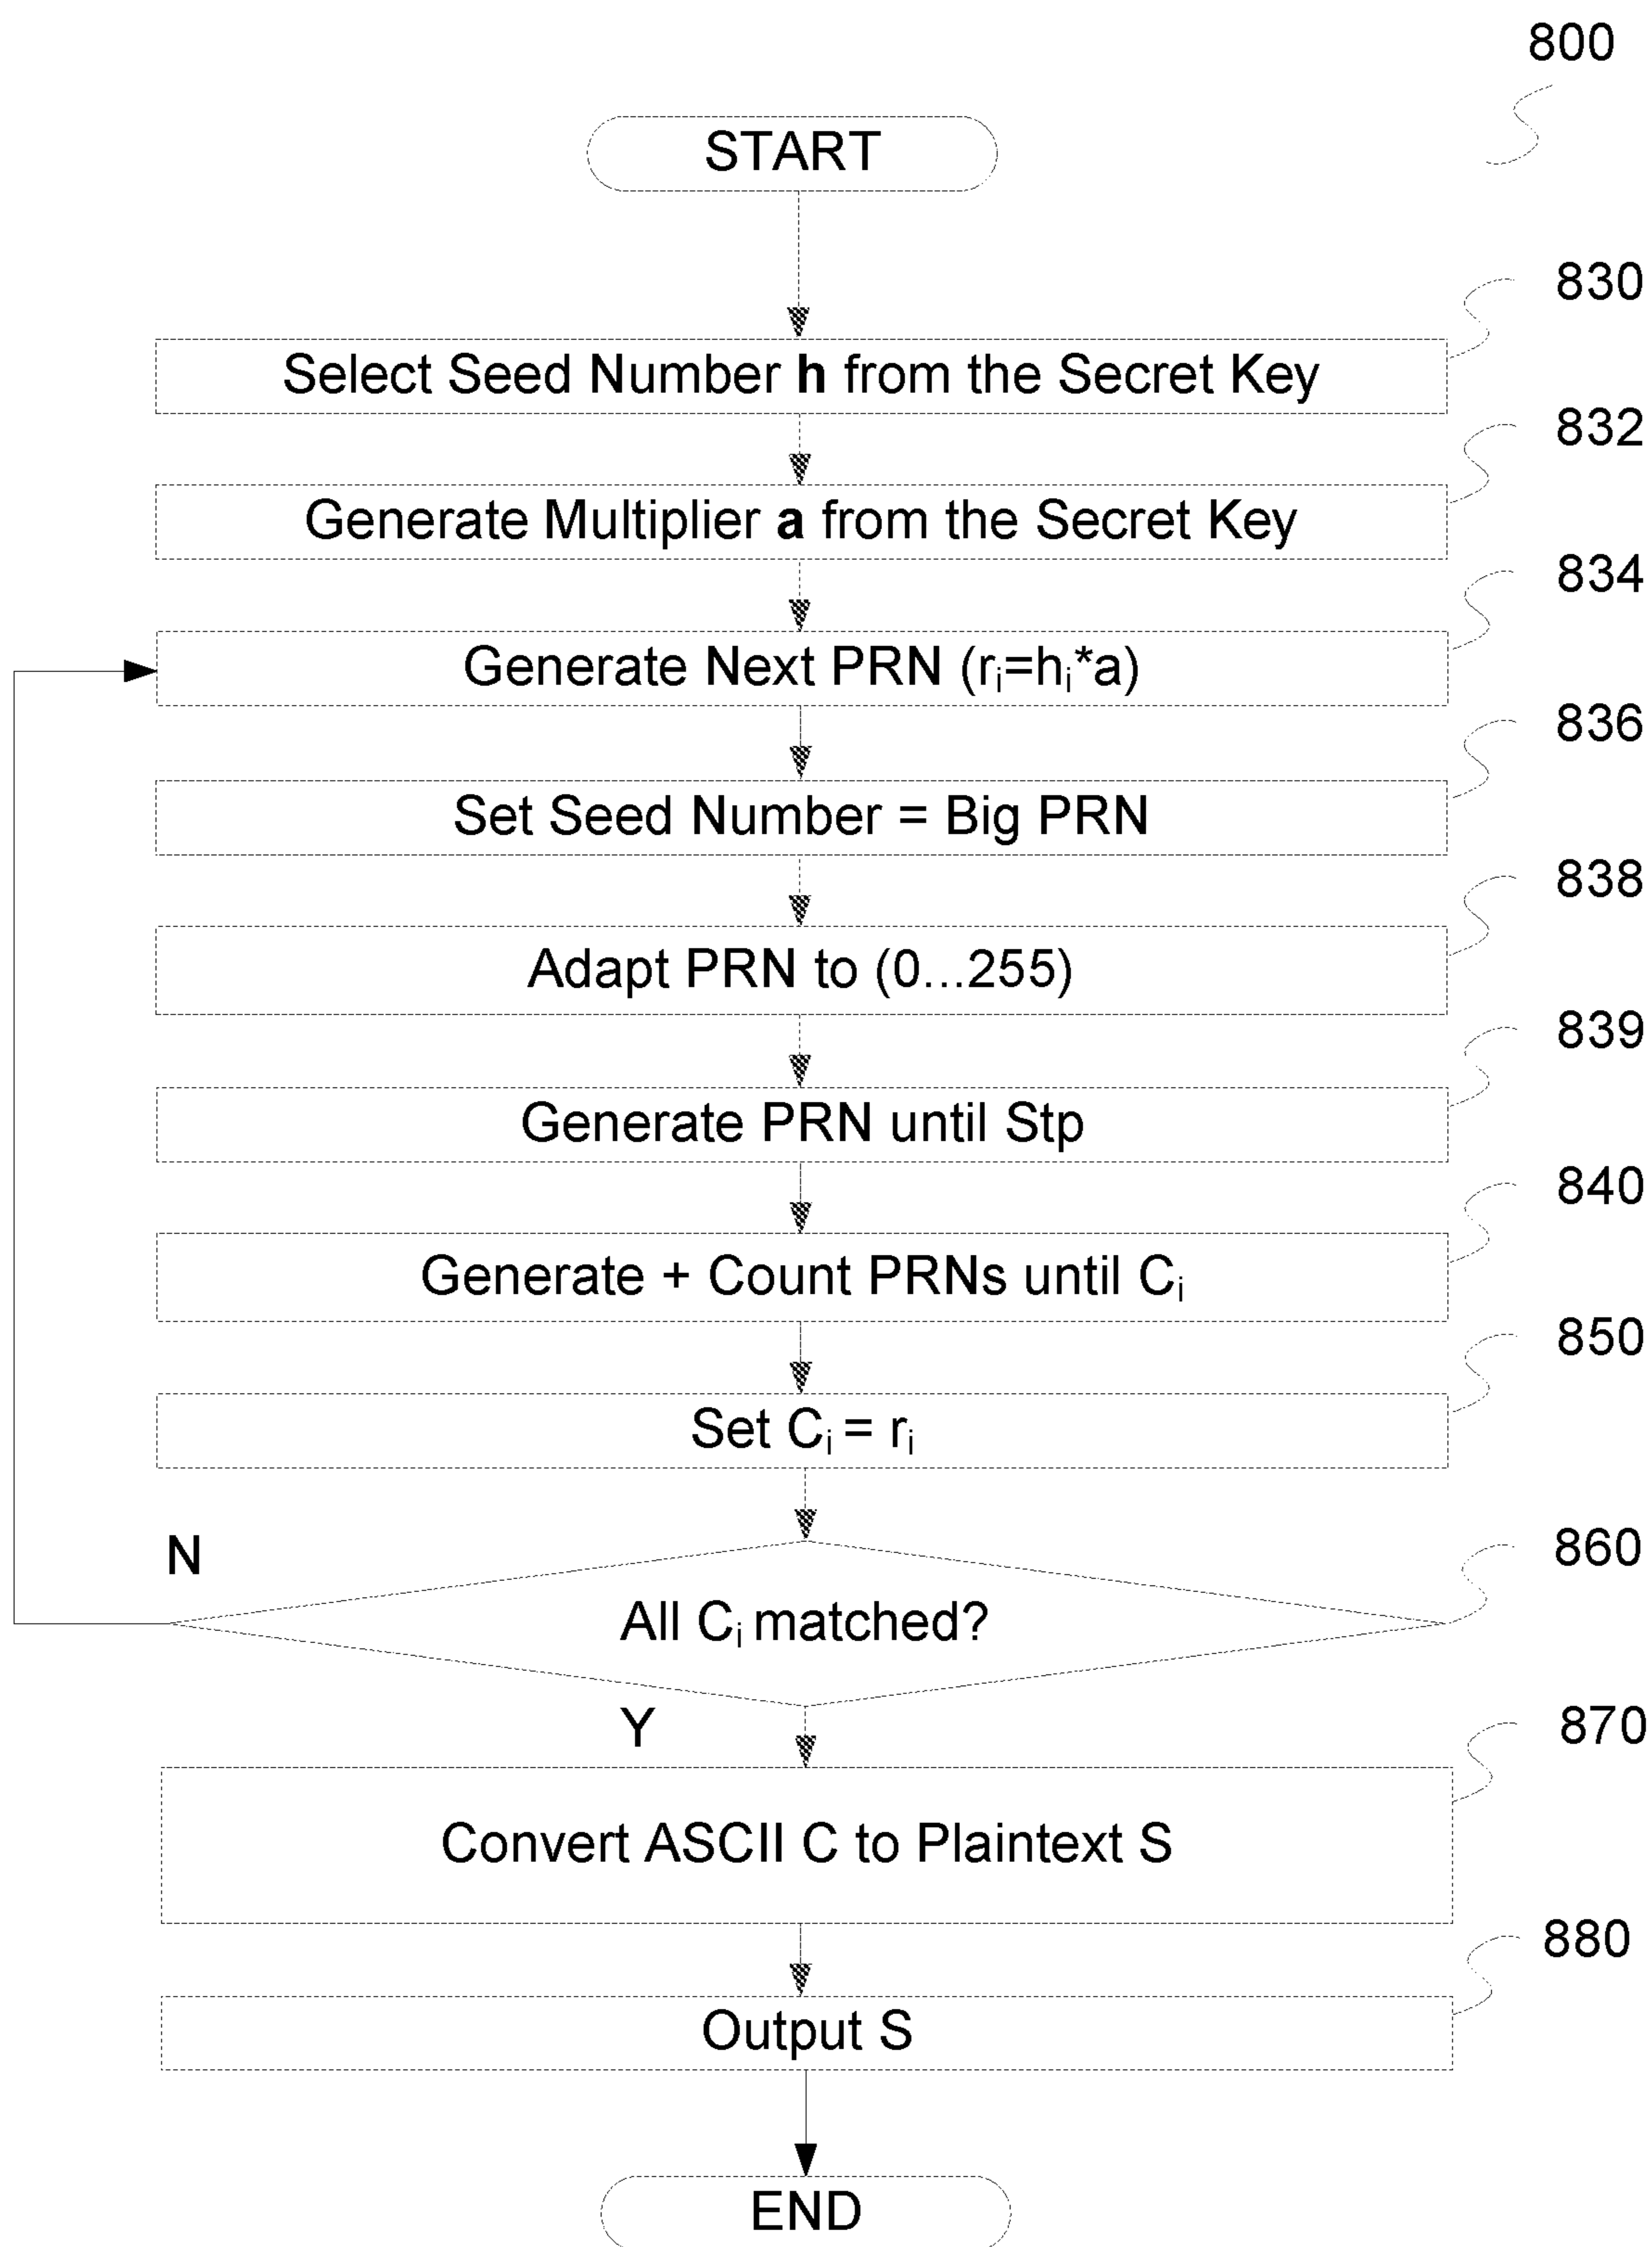 800
START
830
Select Seed Number h from the Secret Key
832
Generate Multiplier a from the Secret Key
834
Generate Next PRN (rᵢ=hᵢ*a)
836
Set Seed Number = Big PRN
838
Adapt PRN to (0...255)
839
Generate PRN until Stp
840
Generate + Count PRNs until Cᵢ
850
Set Cᵢ = rᵢ
N
860
All Cᵢ matched?
Y
870
Convert ASCII C to Plaintext S
880
Output S
END